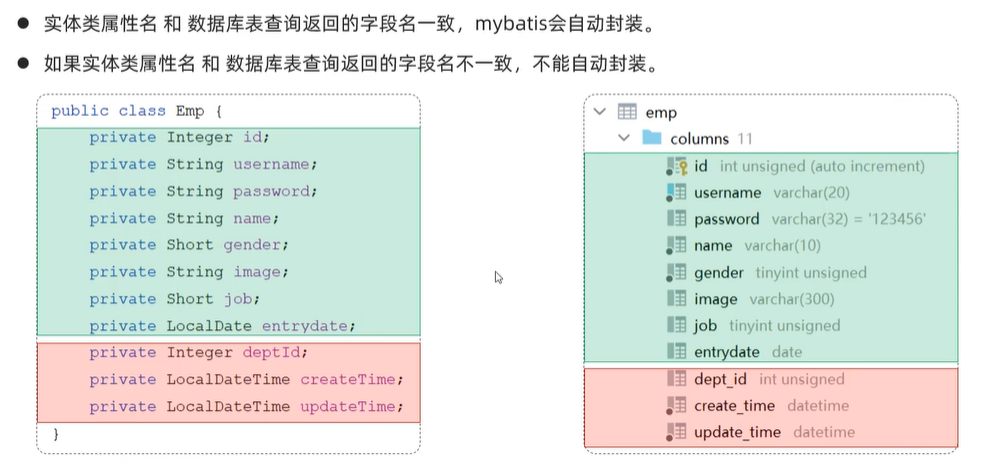 ● 实体类属性名 和 数据库表查询返回的字段名一致，mybatis会自动封装。
● 如果实体类属性名 和 数据库表查询返回的字段名不一致，不能自动封装。
public class Emp {
private Integer id;
private String username;
private String password;
private String name;
private Short gender;
private String image;
private Short job;
private LocalDate entrydate;
private Integer deptId;
private LocalDateTime createTime;
private LocalDateTime updateTime;
}
emp
columns 11
id int unsigned (auto increment)
username varchar(20)
password varchar(32) = '123456'
name varchar(10)
gender tinyint unsigned
image varchar(300)
job tinyint unsigned
entrydate date
dept_id int unsigned
create_time datetime
update_time datetime